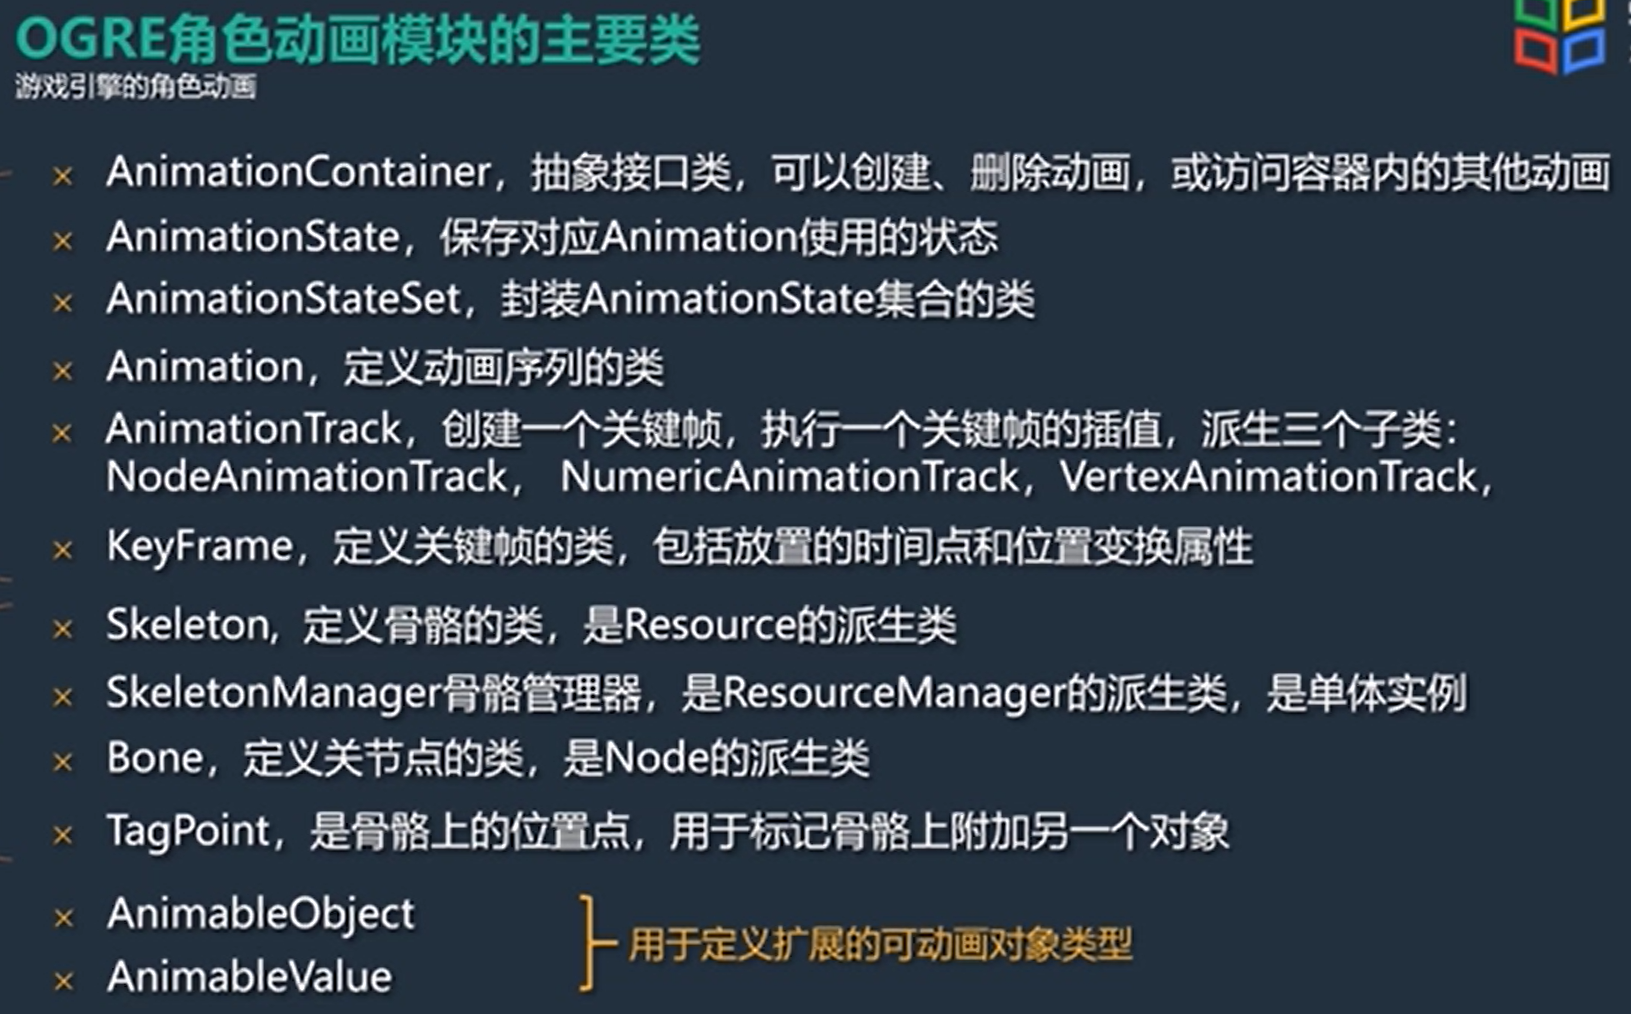 OGRE角色动画模块的主要类
游戏引擎的角色动画
× AnimationContainer，抽象接口类，可以创建、删除动画，或访问容器内的其他动画
× AnimationState，保存对应Animation使用的状态
× AnimationStateSet，封装AnimationState集合的类
× Animation，定义动画序列的类
× AnimationTrack，创建一个关键帧，执行一个关键帧的插值，派生三个子类：
NodeAnimationTrack， NumericAnimationTrack，VertexAnimationTrack，
× KeyFrame，定义关键帧的类，包括放置的时间点和位置变换属性
× Skeleton, 定义骨骼的类，是Resource的派生类
× SkeletonManager骨骼管理器，是ResourceManager的派生类，是单体实例
× Bone，定义关节点的类，是Node的派生类
× TagPoint，是骨骼上的位置点，用于标记骨骼上附加另一个对象
× AnimableObject
用于定义扩展的可动画对象类型
× AnimableValue